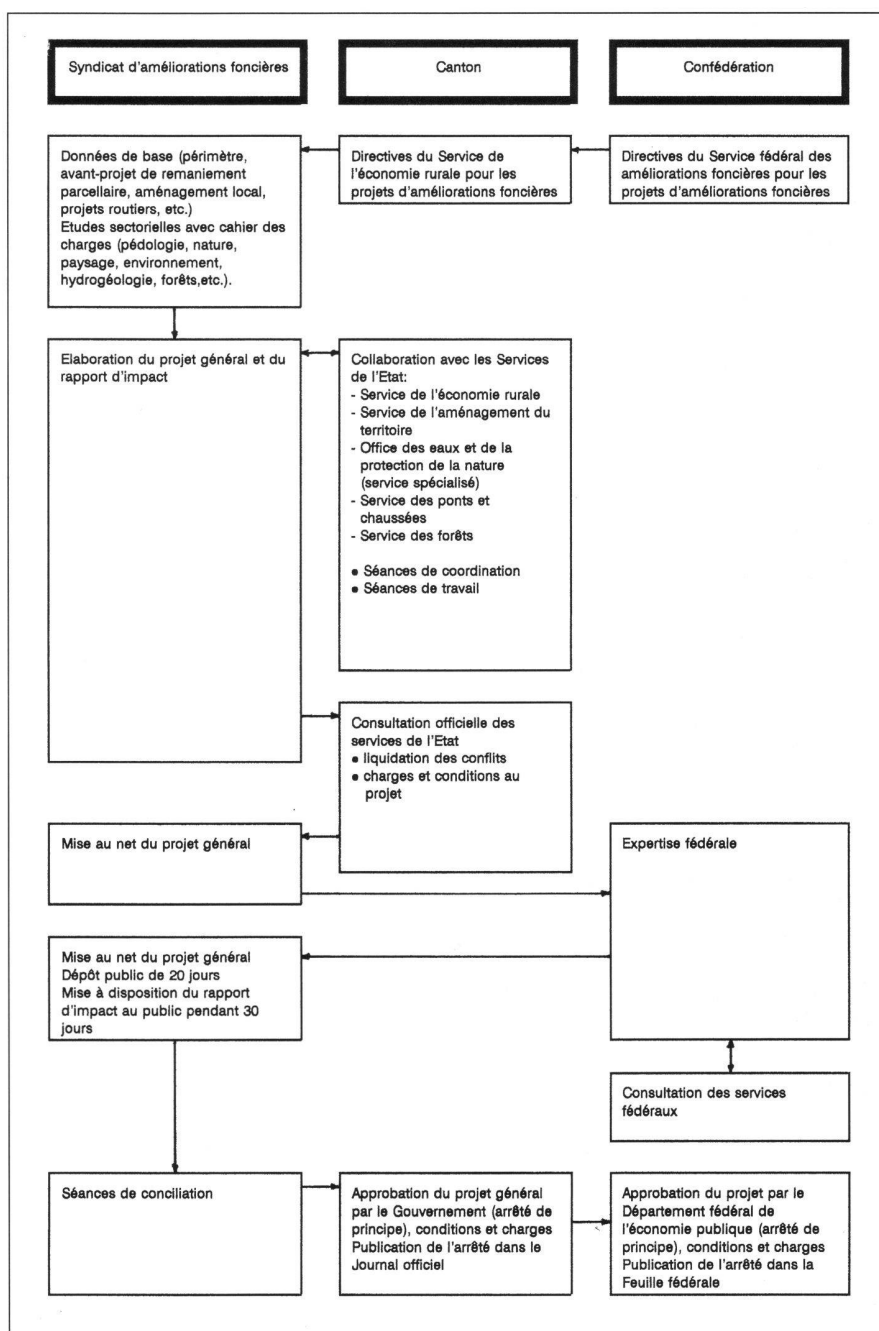 Syndicat d'améliorations foncières
Canton
Confédération
Données de base (périmètre,
avant-projet de remaniement
parcellaire, aménagement local,
projets routiers, etc.)
Etudes sectorielles avec cahier des
charges (pédologie, nature,
paysage, environnement,
hydrogéologie, forêts,etc.).
Directives du Service de
l'économie rurale pour les
projets d'améliorations foncières
Directives du Service fédéral des
améliorations foncières pour les
projets d'améliorations foncières
Elaboration du projet général et du
rapport d'impact
Collaboration avec les Services
de l'Etat:
- Service de l'économie rurale
- Service de l'aménagement du
territoire
- Office des eaux et de la
protection de la nature
(service spécialisé)
- Service des ponts et
chaussées
- Service des forêts
• Séances de coordination
• Séances de travail
Consultation officielle des
services de l'Etat
• liquidation des conflits
• charges et conditions au
projet
Mise au net du projet général
Expertise fédérale
Mise au net du projet général
Dépôt public de 20 jours
Mise à disposition du rapport
d'impact au public pendant 30
jours
Consultation des services
fédéraux
Séances de conciliation
Approbation du projet général
par le Gouvernement (arrêté de
principe), conditions et charges
Publication de l'arrêté dans le
Journal officiel
Approbation du projet par le
Département fédéral de
l'économie publique (arrêté de
principe), conditions et charges
Publication de l'arrêté dans la
Feuille fédérale